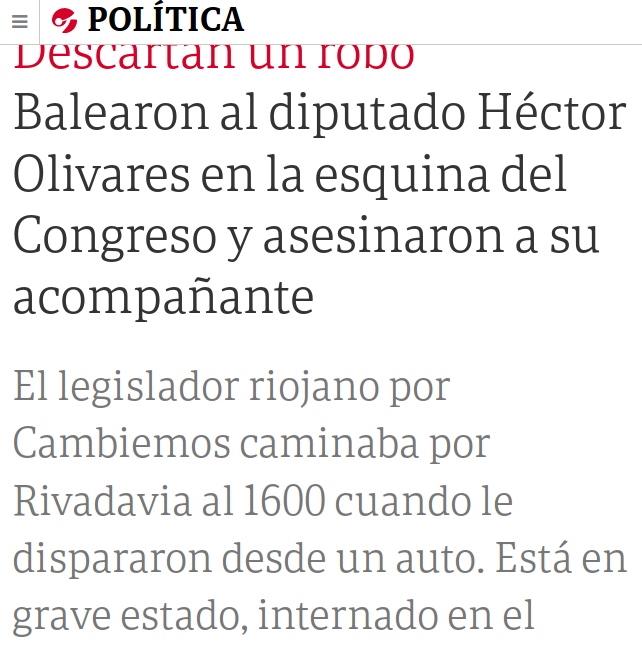 POLÍTICA
Descartan un robo
Balearon al diputado Héctor
Olivares en la esquina del
Congreso y asesinaron a su
acompañante
El legislador riojano por
Cambiemos caminaba por
Rivadavia al 1600 cuando le
dispararon desde un auto. Está en
grave estado, internado en el